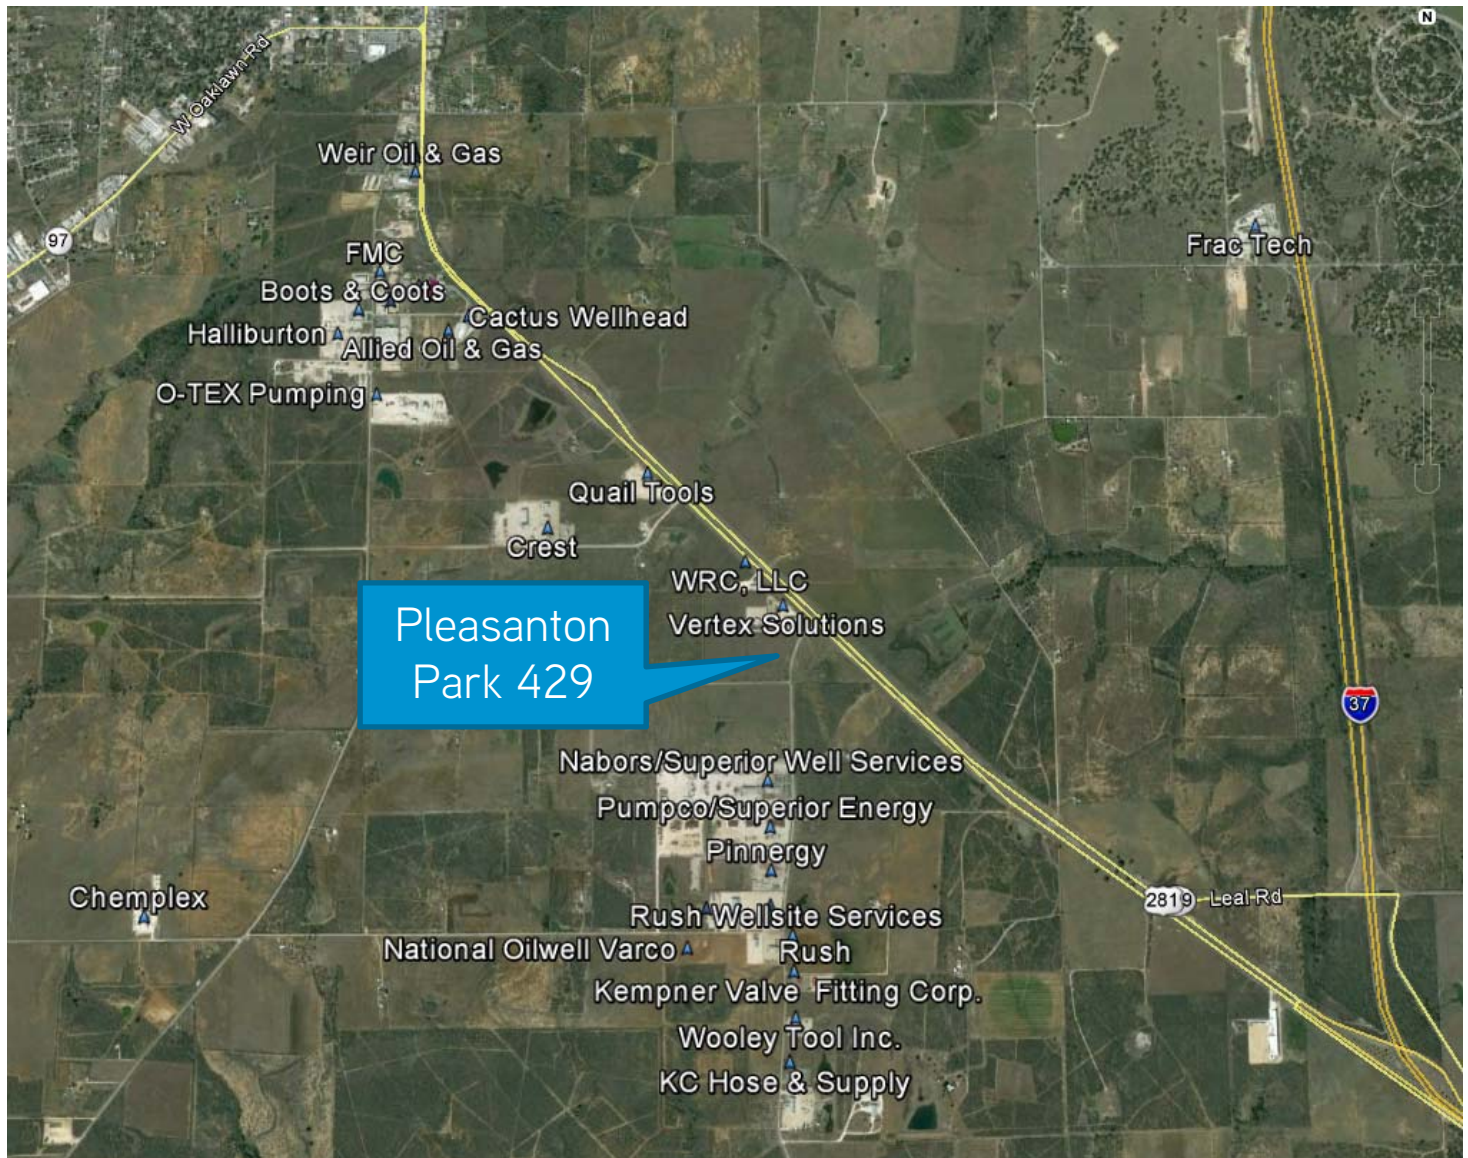 N
W Oaklawn Rd
Weir Oil & Gas
97
Frac Tech
FMC
Boots & Coots
Cactus Wellhead
Halliburton
Allied Oil & Gas
O-TEX Pumping
Quail Tools
Crest
WRC, LLC
Vertex Solutions
Pleasanton
Park 429
37
Nabors/Superior Well Services
Pumpco/Superior Energy
Pinnergy
Chemplex
2819
Leal Rd
Rush Wellsite Services
National Oilwell Varco
Rush
Kempner Valve Fitting Corp.
Wooley Tool Inc.
KC Hose & Supply